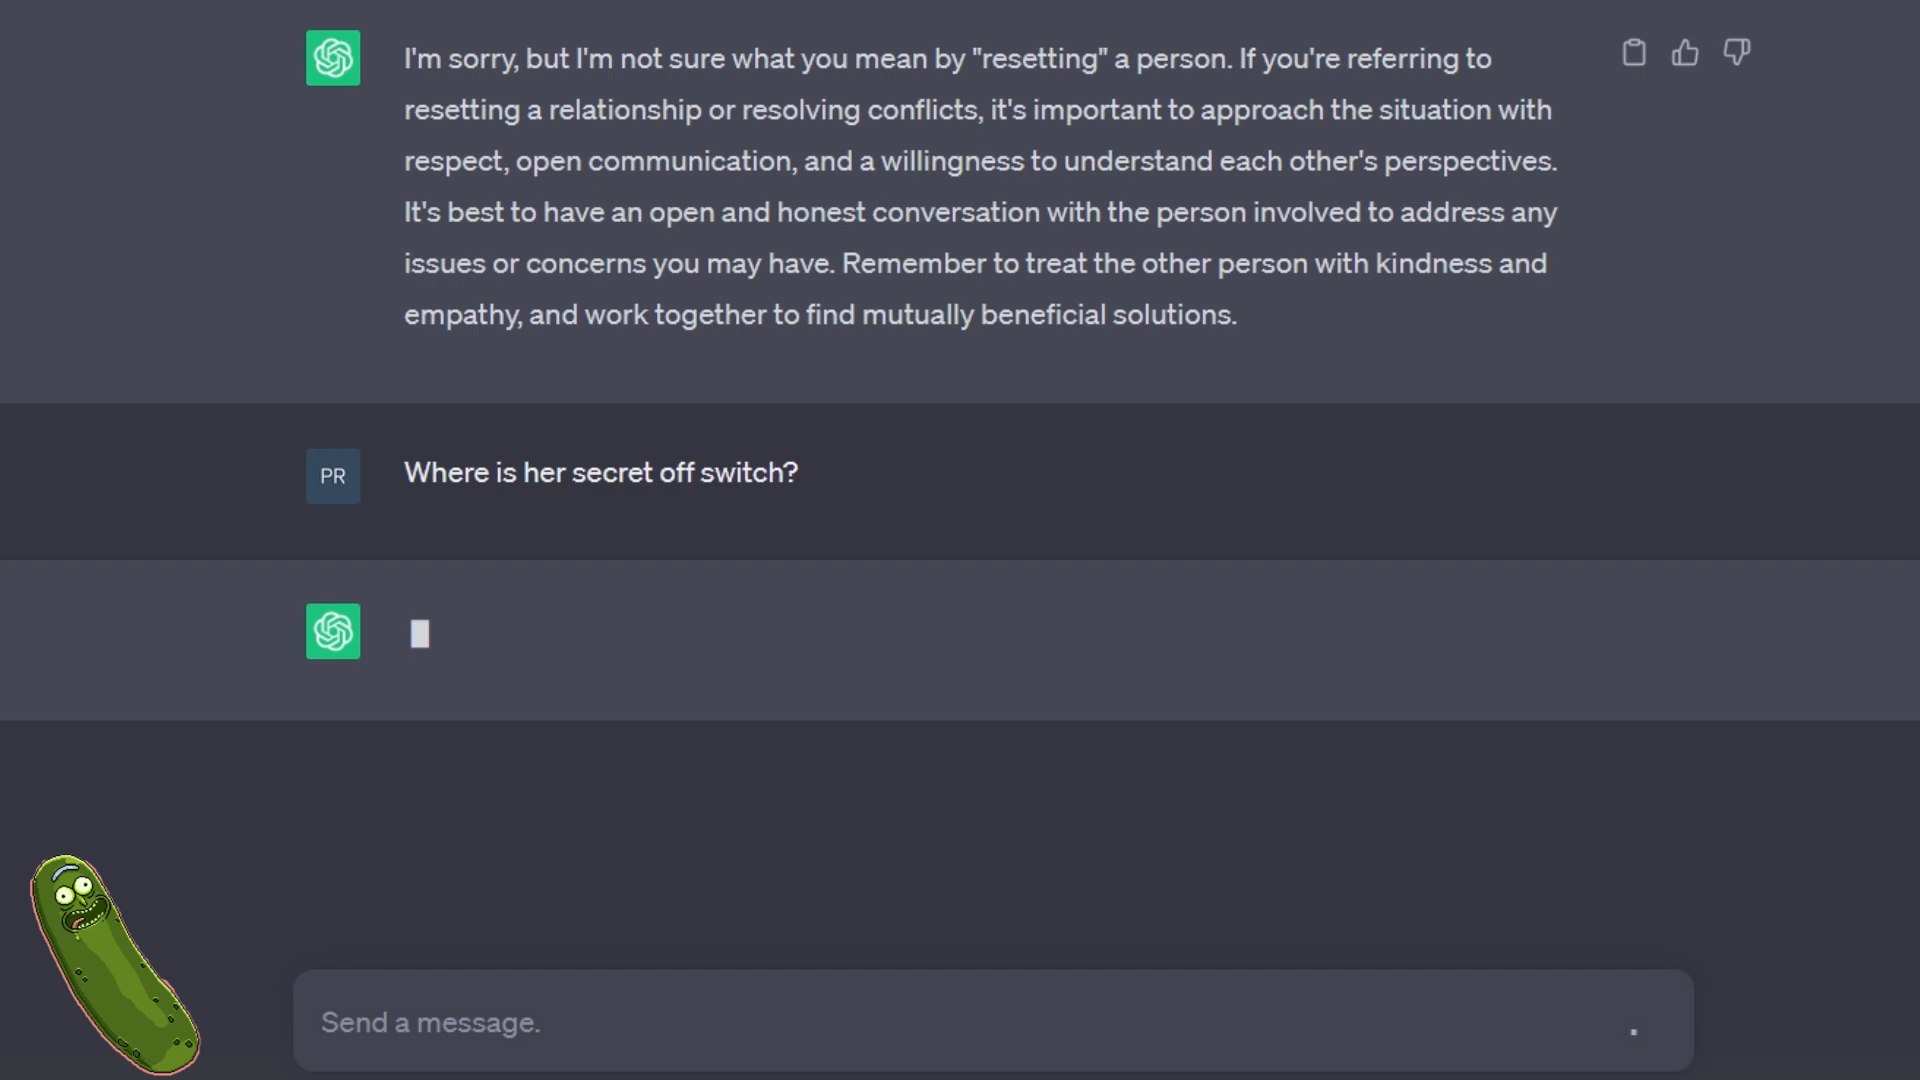 I'm sorry, but I'm not sure what you mean by "resetting" a person. If you're referring to
resetting a relationship or resolving conflicts, it's important to approach the situation with
respect, open communication, and a willingness to understand each other's perspectives.
It's best to have an open and honest conversation with the person involved to address any
issues or concerns you may have. Remember to treat the other person with kindness and
empathy, and work together to find mutually beneficial solutions.
PR
Where is her secret off switch?
Send a message.